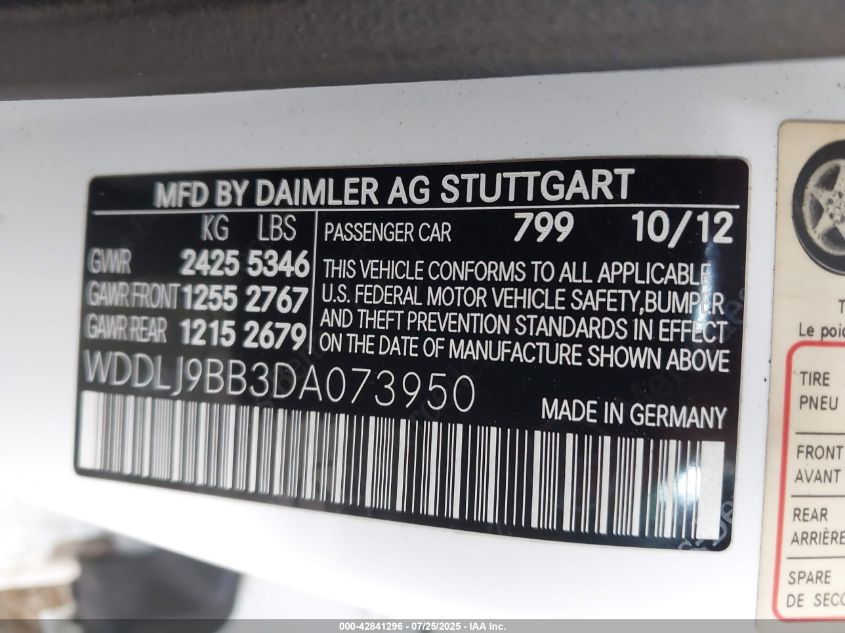 MFD BY DAIMLER AG STUTTGART
KG LBS
GVWR 2425 5346
GAWR FRONT 1255 2767
GAWR REAR 1215 2679
PASSENGER CAR 799 10/12
THIS VEHICLE CONFORMS TO ALL APPLICABLE
U.S. FEDERAL MOTOR VEHICLE SAFETY,BUMPER
AND THEFT PREVENTION STANDARDS IN EFFECT
ON THE DATE OF MANUFACTURE SHOWN ABOVE
WDDLJ9BB3DA073950
MADE IN GERMANY
Le
TIRE
PNEU
FRONT
AVANT
REAR
ARRIÈRE
SPARE
DE
000-42841296 - 07/25/2025 - IAA Inc.